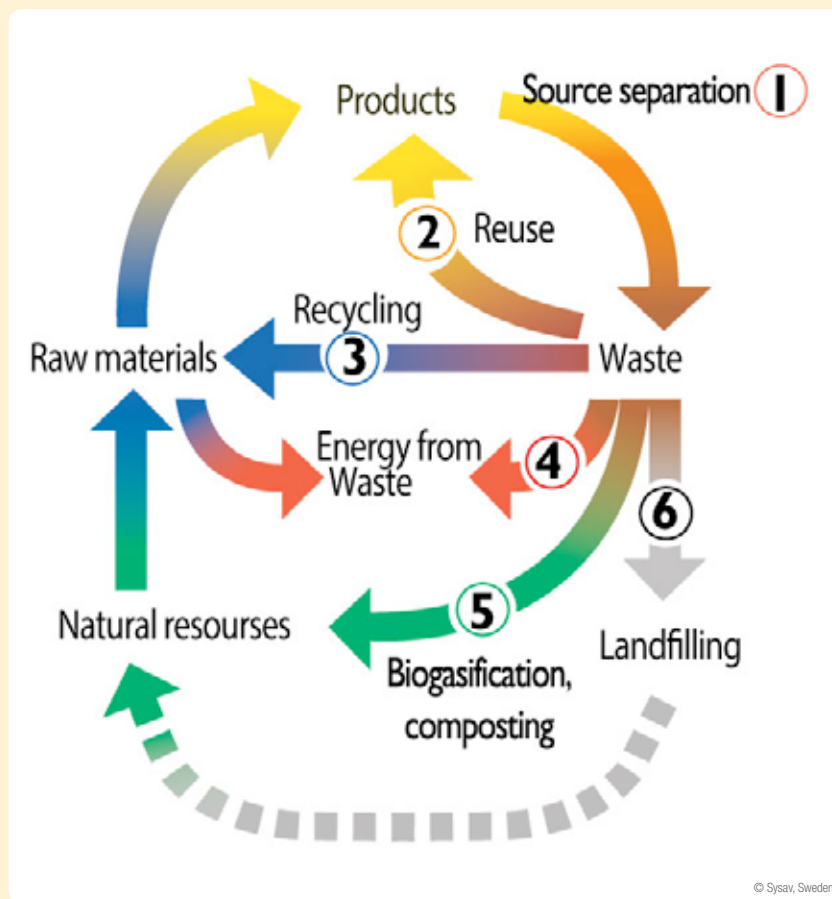 Products
Source separation 1
2 Reuse
Recycling
3
Raw materials
Waste
Energy from
Waste
4
6
5
Natural resourses
Landfilling
Biogasification,
composting
© Sysav, Sweden